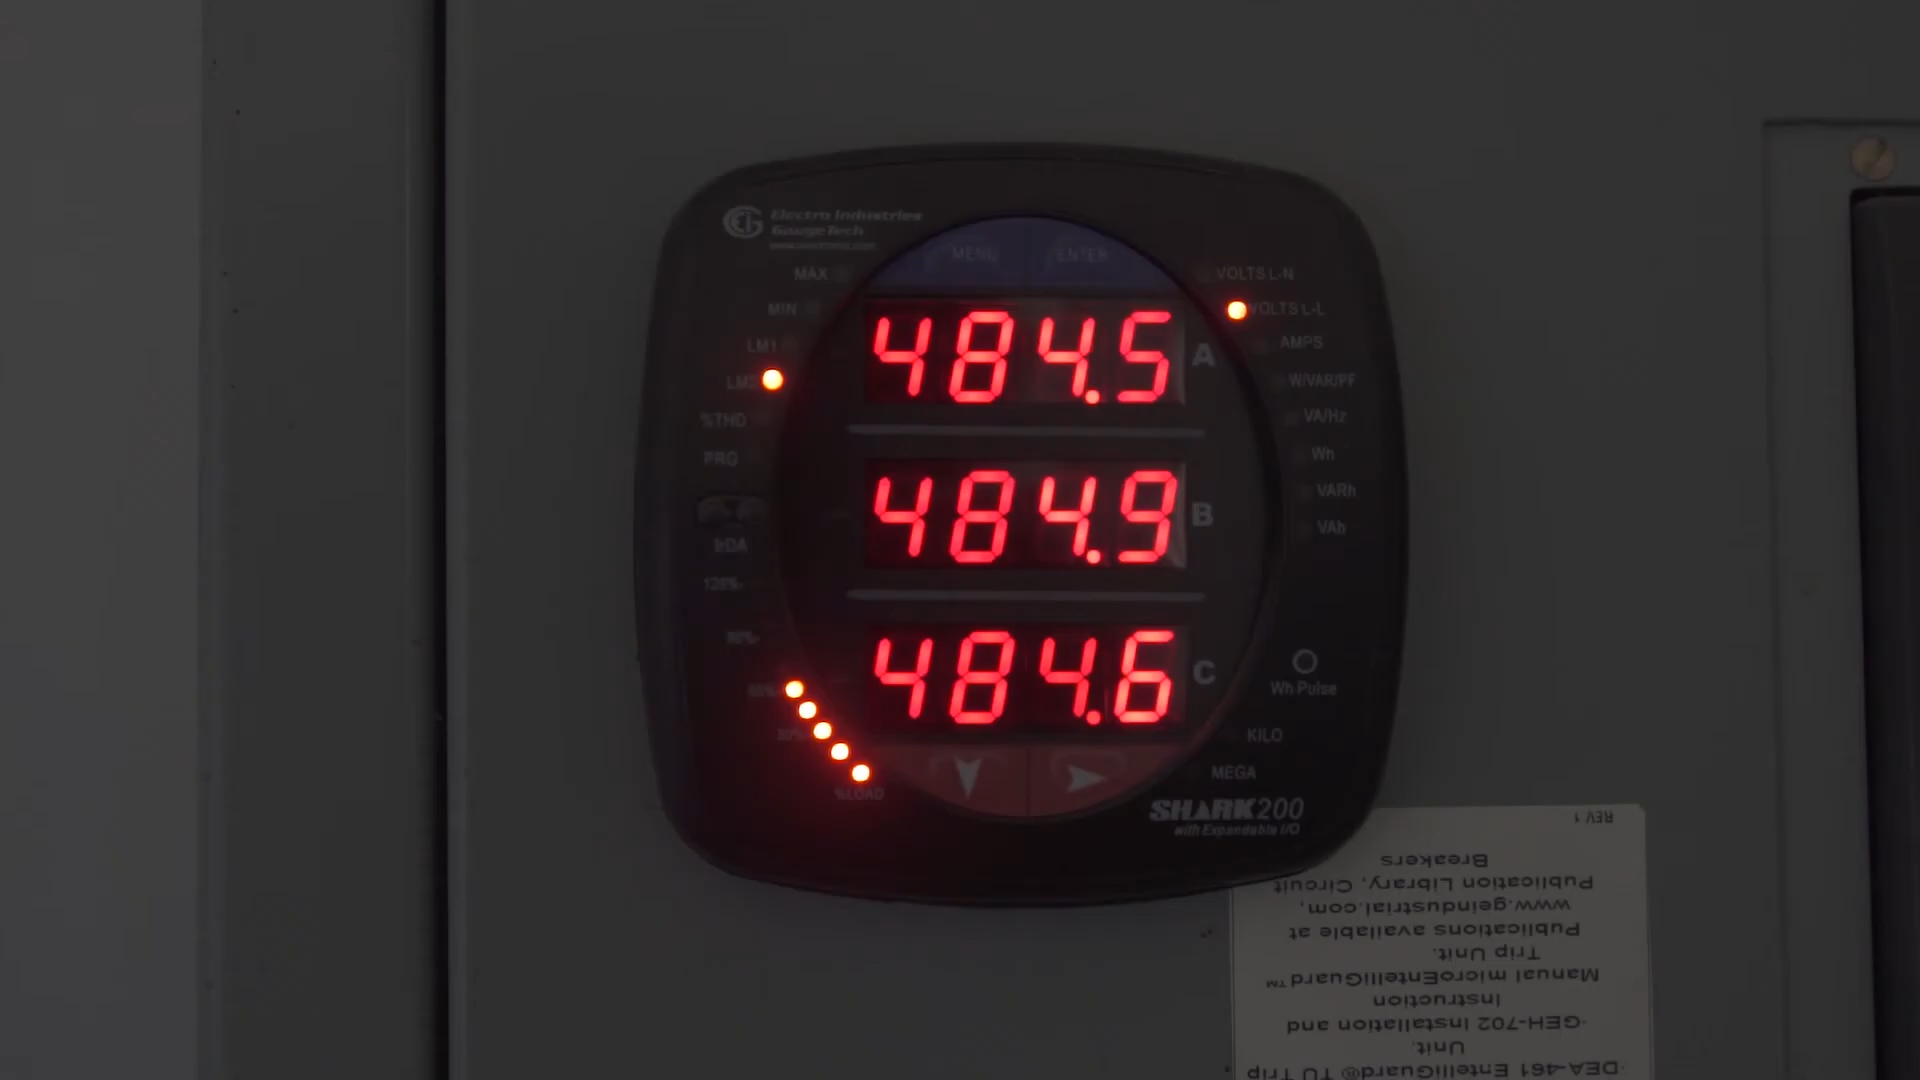 Electro Industries
GaugeTech
MENU ENTER
MAX
MIN
LM1
%THD
PRG
IrDA
120%-
%LOAD
VOLTS L-N
VOLTS L-L
AMPS
W/VAR/PF
VA/Hz
Wh
VARh
VAh
484.5 A
484.9 B
484.6 C
Wh Pulse
KILO
MEGA
SHARK200
with Expandable I/O
REV 1
Breakers
Publication Library, Circuit
www.geindustrial.com,
Publications available at
Trip Unit.
Manual microEntelliGuard™
Instruction
GEH-702 Installation and
Unit.
DEA-461 EntelliGuard® TU Trip